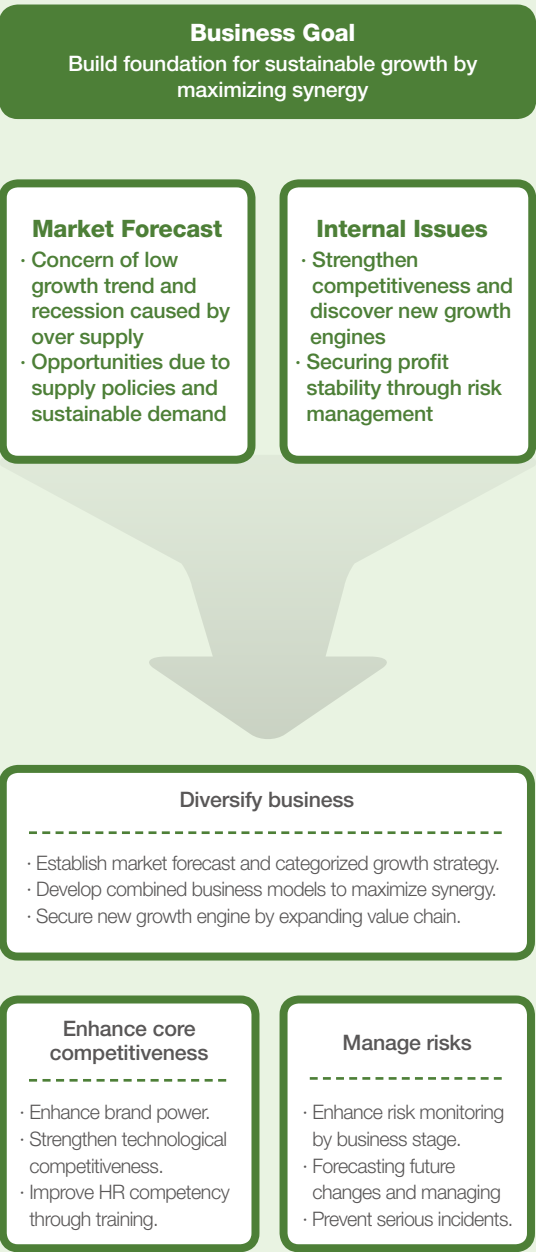 Business Goal
Build foundation for sustainable growth by
maximizing synergy
Market Forecast
· Concern of low
growth trend and
recession caused by
over supply
· Opportunities due to
supply policies and
sustainable demand
Internal Issues
· Strengthen
competitiveness and
discover new growth
engines
· Securing profit
stability through risk
management
Diversify business
· Establish market forecast and categorized growth strategy.
· Develop combined business models to maximize synergy.
· Secure new growth engine by expanding value chain.
Enhance core
competitiveness
· Enhance brand power.
· Strengthen technological
competitiveness.
· Improve HR competency
through training.
Manage risks
· Enhance risk monitoring
by business stage.
· Forecasting future
changes and managing
· Prevent serious incidents.